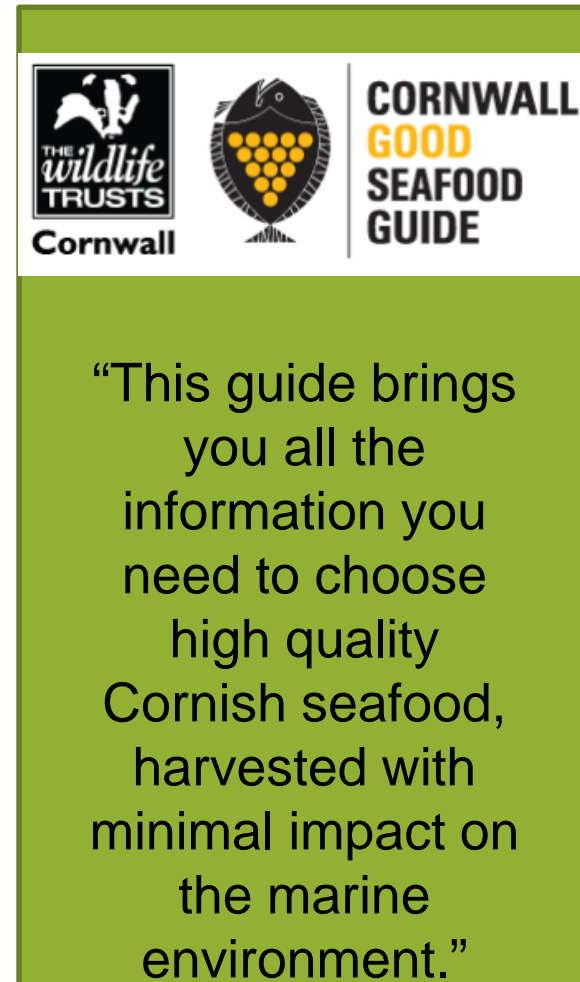 THE
wildlife
TRUSTS
Cornwall
CORNWALL
GOOD
SEAFOOD
GUIDE
“This guide brings
you all the
information you
need to choose
high quality
Cornish seafood,
harvested with
minimal impact on
the marine
environment.”